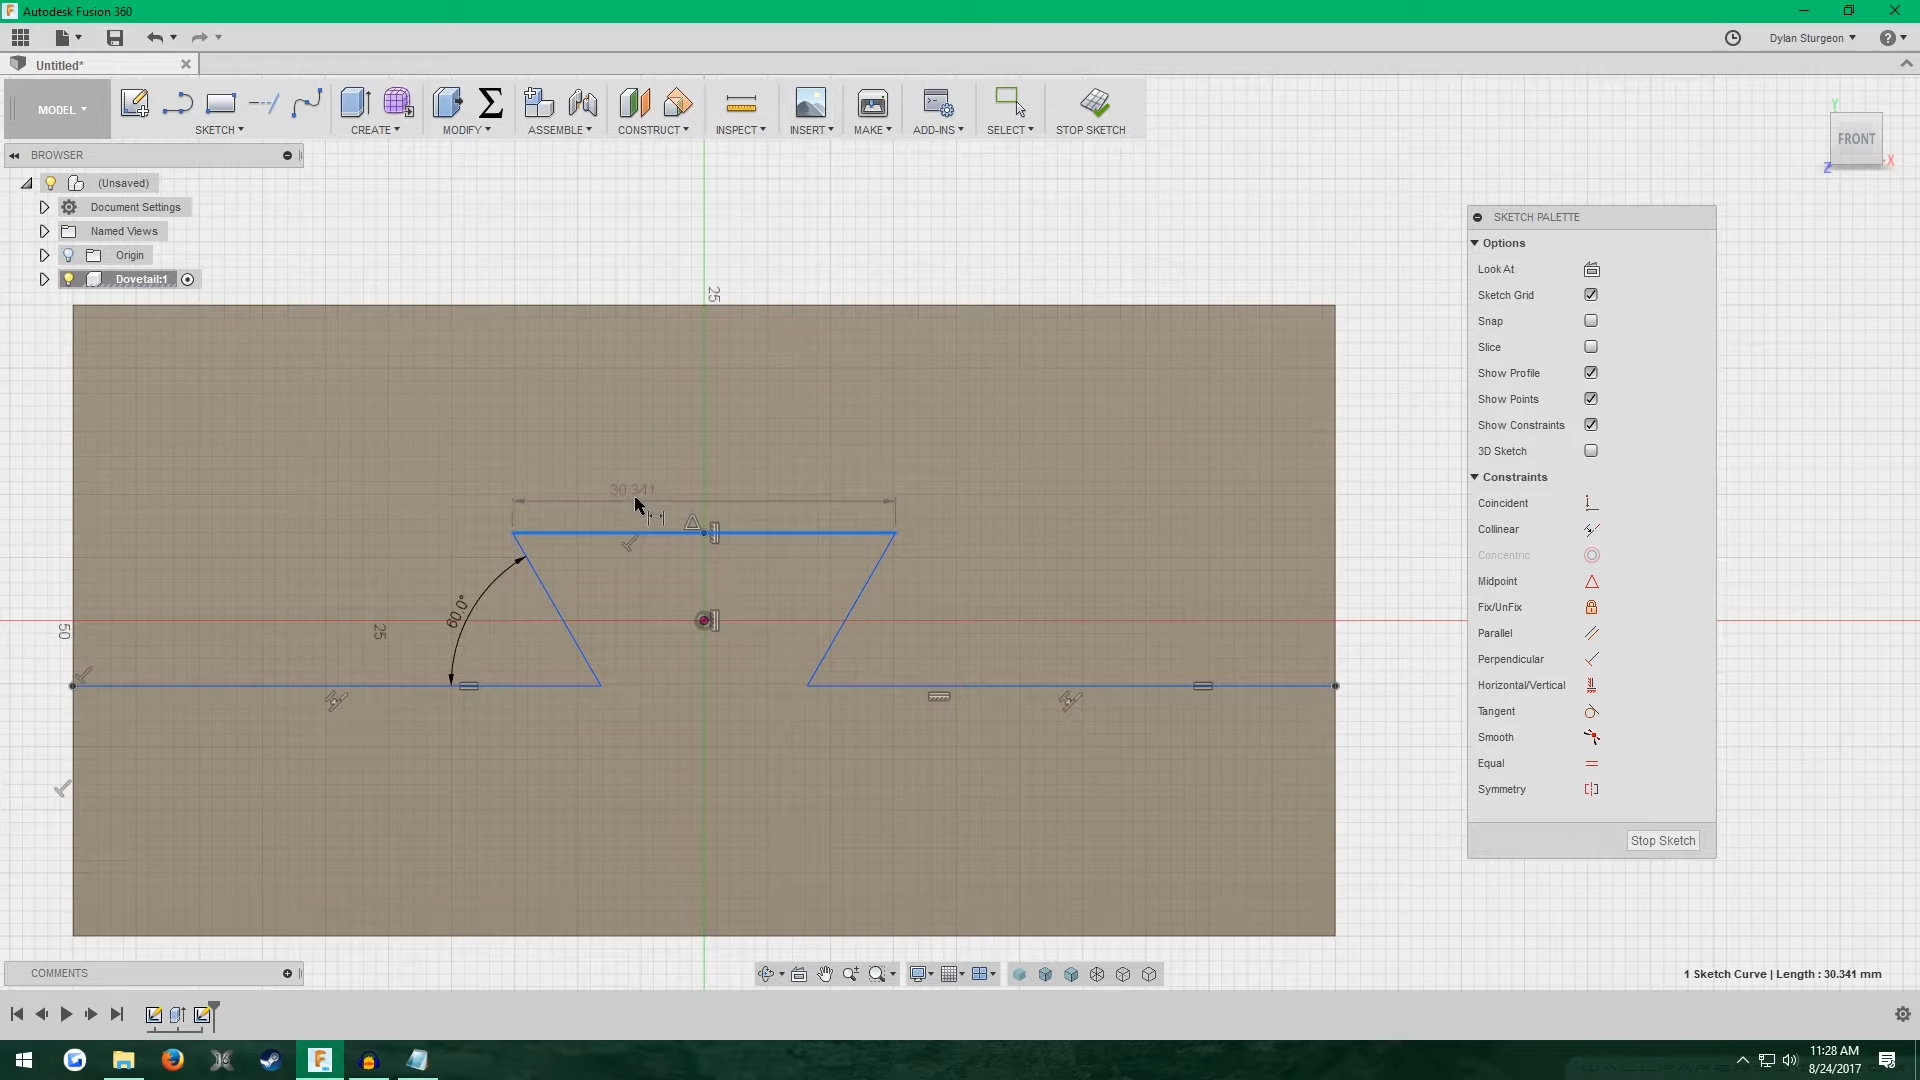 Autodesk Fusion 360
Dylan Sturgeon
Untitled*
MODEL
SKETCH
CREATE
MODIFY
ASSEMBLE
CONSTRUCT
INSPECT
INSERT
MAKE
ADD-INS
SELECT
STOP SKETCH
BROWSER
(Unsaved)
Document Settings
Named Views
Origin
Dovetail:1
Y
FRONT
X
Z
SKETCH PALETTE
Options
Look At
Sketch Grid
Snap
Slice
Show Profile
Show Points
Show Constraints
3D Sketch
Constraints
Coincident
Collinear
Concentric
Midpoint
Fix/UnFix
Parallel
Perpendicular
Horizontal/Vertical
Tangent
Smooth
Equal
Symmetry
Stop Sketch
25
30.341
60.0°
50
25
COMMENTS
1 Sketch Curve | Length : 30.341 mm
11:28 AM
8/24/2017